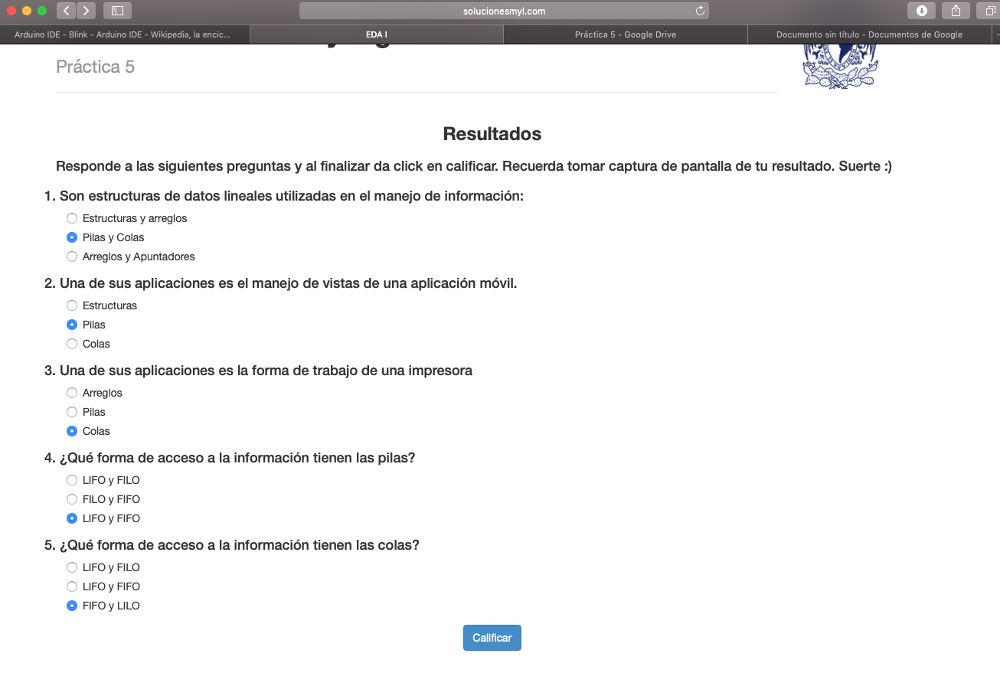 solucionesmyl.com
Arduino IDE - Blink - Arduino IDE - Wikipedia, la encic...
EDA I
Práctica 5 - Google Drive
Documento sin título - Documentos de Google
Práctica 5
Resultados
Responde a las siguientes preguntas y al finalizar da click en calificar. Recuerda tomar captura de pantalla de tu resultado. Suerte :)
1. Son estructuras de datos lineales utilizadas en el manejo de información:
Estructuras y arreglos
Pilas y Colas
Arreglos y Apuntadores
2. Una de sus aplicaciones es el manejo de vistas de una aplicación móvil.
Estructuras
Pilas
Colas
3. Una de sus aplicaciones es la forma de trabajo de una impresora
Arreglos
Pilas
Colas
4. ¿Qué forma de acceso a la información tienen las pilas?
LIFO y FILO
FILO y FIFO
LIFO y FIFO
5. ¿Qué forma de acceso a la información tienen las colas?
LIFO y FILO
LIFO y FIFO
FIFO y LILO
Calificar